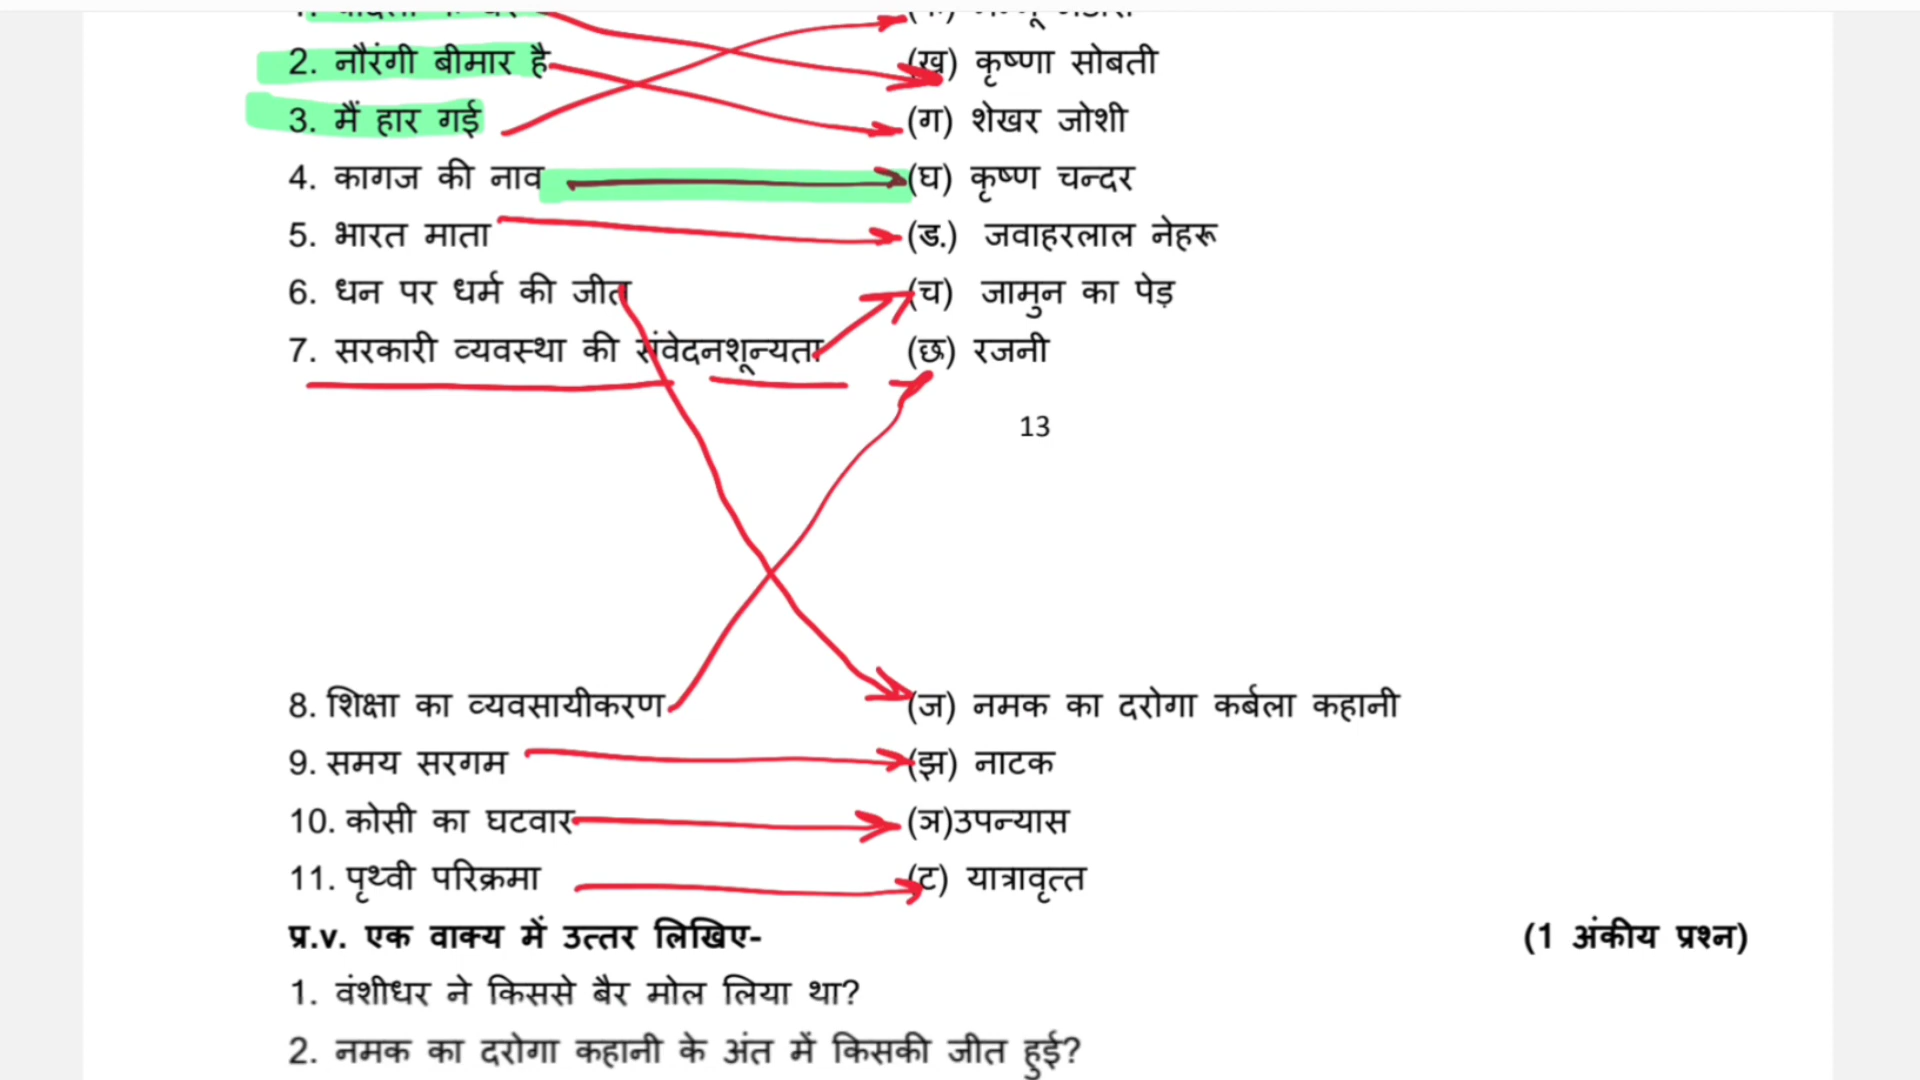 2. नौरंगी बीमार है (ख) कृष्णा सोबती
3. मैं हार गई (ग) शेखर जोशी
4. कागज की नाव (घ) कृष्ण चन्दर
5. भारत माता (ड.) जवाहरलाल नेहरू
6. धन पर धर्म की जीत (च) जामुन का पेड़
7. सरकारी व्यवस्था की संवेदनशून्यता (छ) रजनी
13
8. शिक्षा का व्यवसायीकरण (ज) नमक का दरोगा कर्बला कहानी
9. समय सरगम (झ) नाटक
10. कोसी का घटवार (ञ)उपन्यास
11. पृथ्वी परिक्रमा (ट) यात्रावृत्त
प्र.v. एक वाक्य में उत्तर लिखिए- (1 अंकीय प्रश्न)
1. वंशीधर ने किससे बैर मोल लिया था?
2. नमक का दरोगा कहानी के अंत में किसकी जीत हुई?